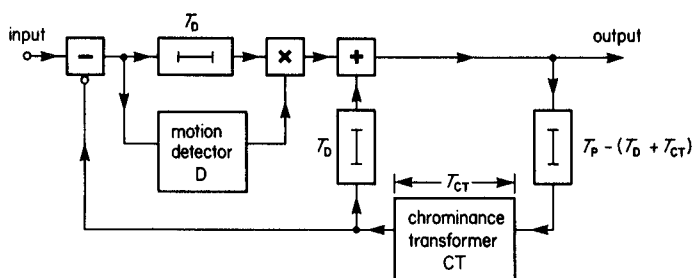 input
−
T_D
×
+
output
motion
detector
D
T_D
T_P − (T_D + T_CT)
T_CT
chrominance
transformer
CT